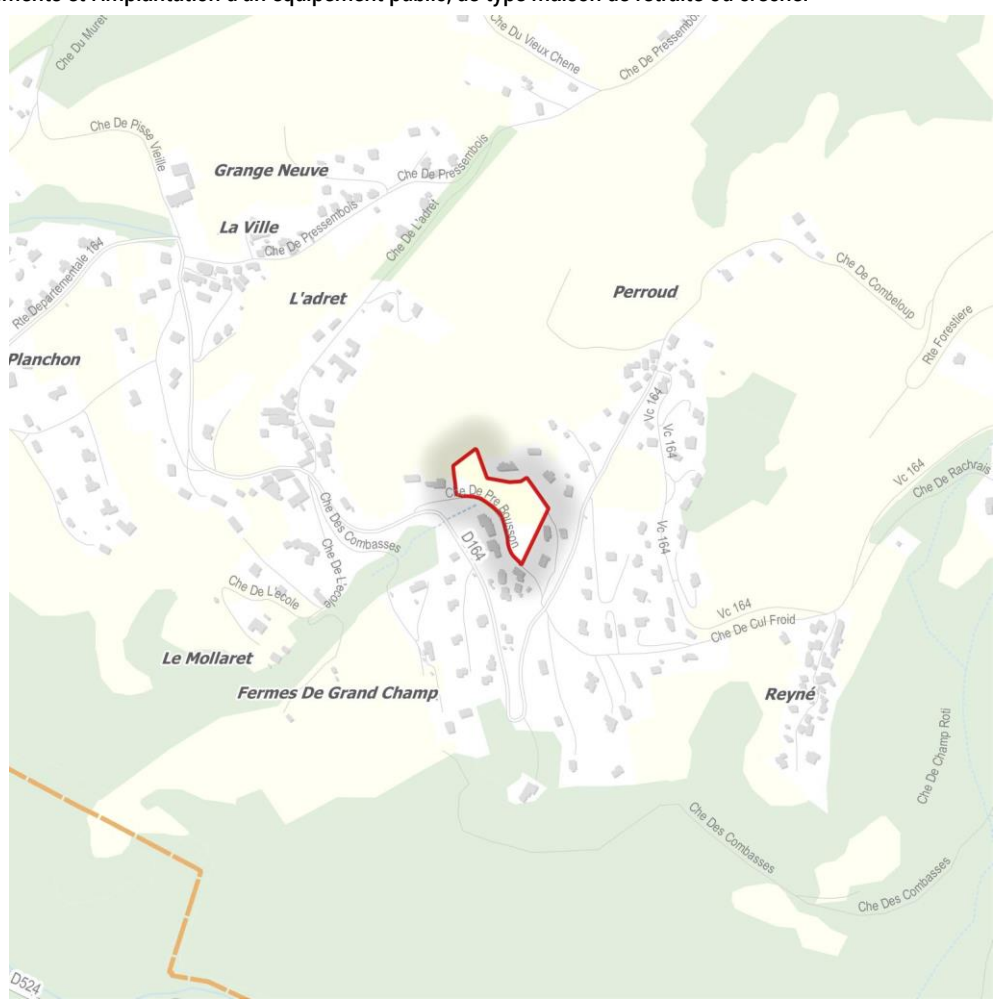 et l'implantation d'un équipement public, de type maison de retraite ou crèche.
Che Du Muret
Che Du Vieux Chene
Che De Pressembois
Che De Pisse Vieille
Grange Neuve
Che De Pressembois
La Ville
Che De Pressembois
Che De L'adret
Rte Departementale 164
L'adret
Perroud
Che De Combeloup
Rte Forestiere
Planchon
Vc 164
Vc 164
Vc 164
Che De Rachrais
Che De Pre Bousson
Che Des Combasses
D164
Vc 164
Che De L'ecole
Che De L'ecole
Vc 164
Che De Cul Froid
Le Mollaret
Fermes De Grand Champ
Reyné
Che De Champ Roti
Che Des Combasses
Che Des Combasses
D524